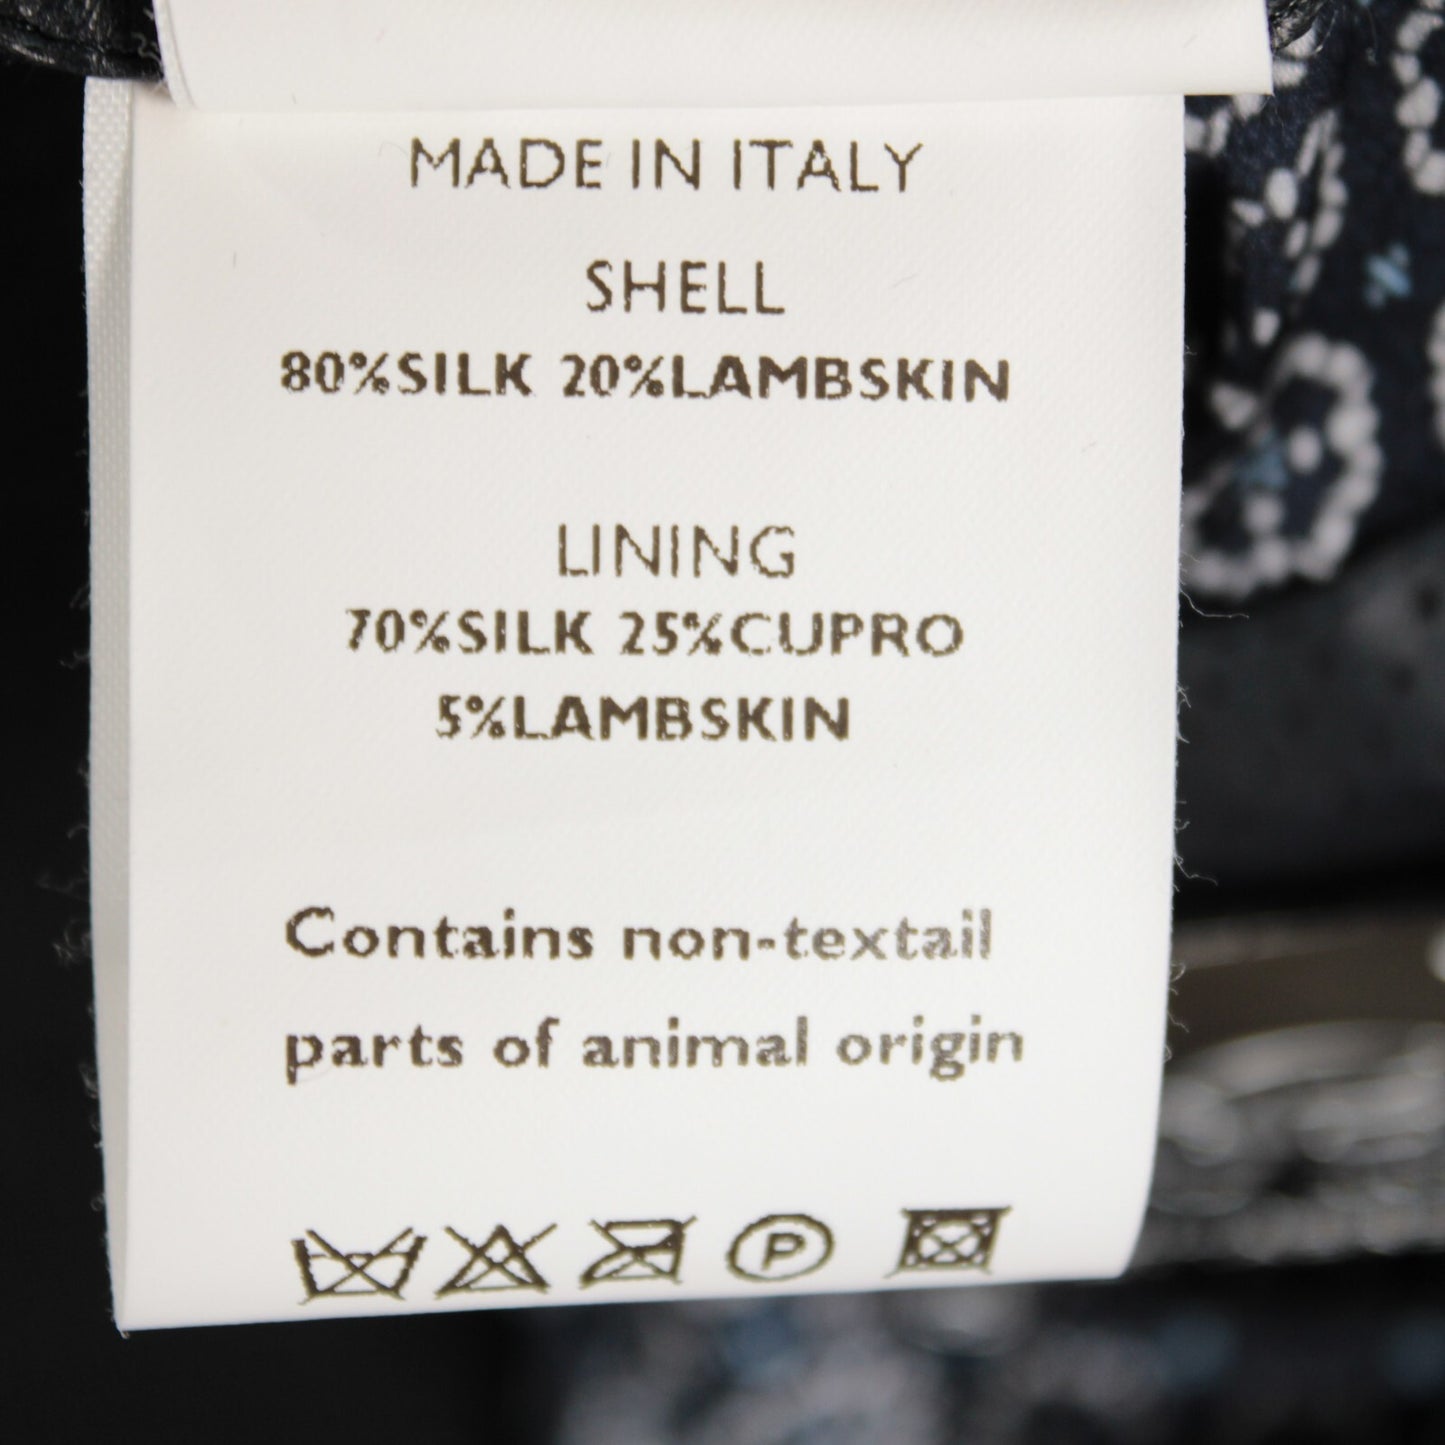 MADE IN ITALY
SHELL
80%SILK 20%LAMBSKIN
LINING
70%SILK 25%CUPRO
5%LAMBSKIN
Contains non-textail
parts of animal origin
P